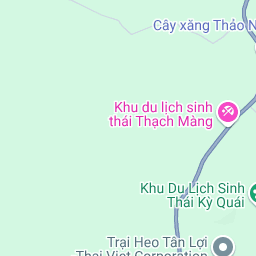 Cây xăng Thảo N
Khu du lịch sinh
thái Thạch Màng
Khu Du Lịch Sinh
Thái Kỳ Quái
Trại Heo Tân Lợi
Thai Viet Corporation